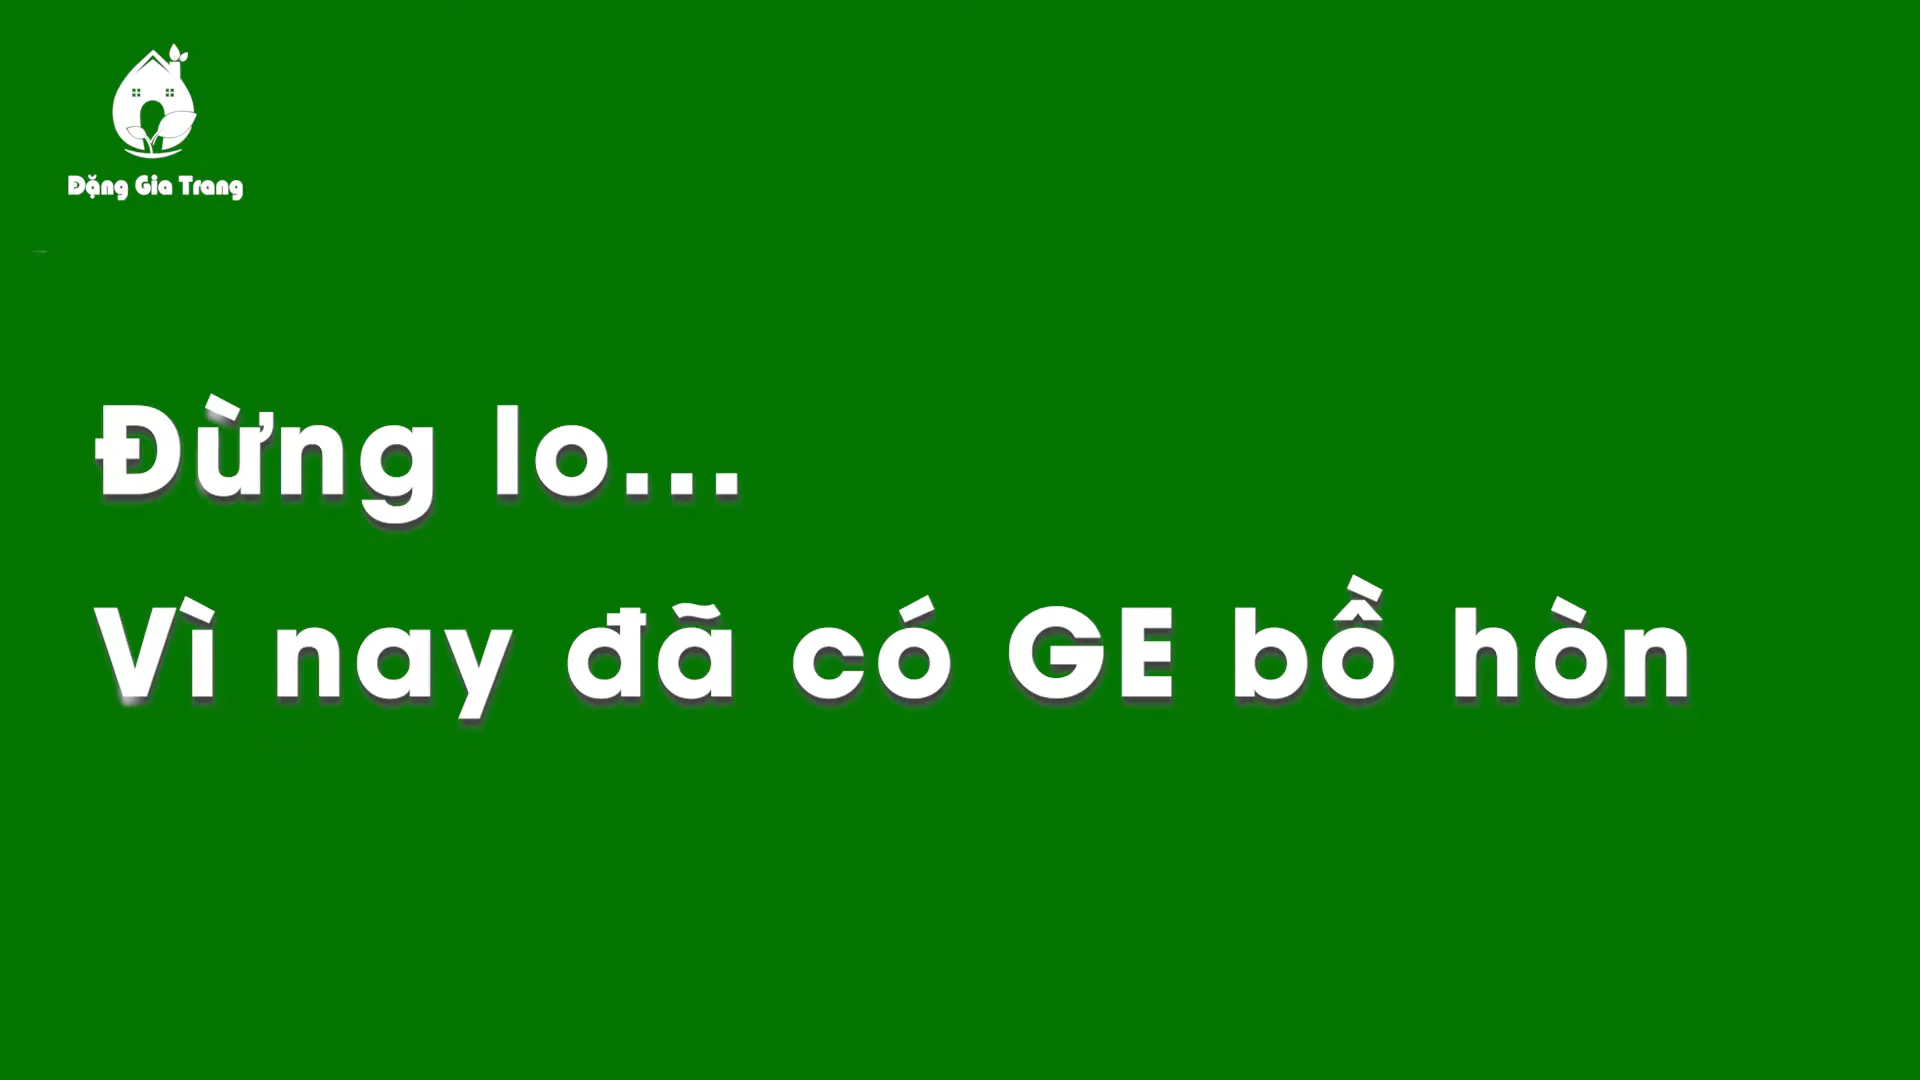 Đặng Gia Trang
Đừng lo...
Vì nay đã có GE bồ hòn